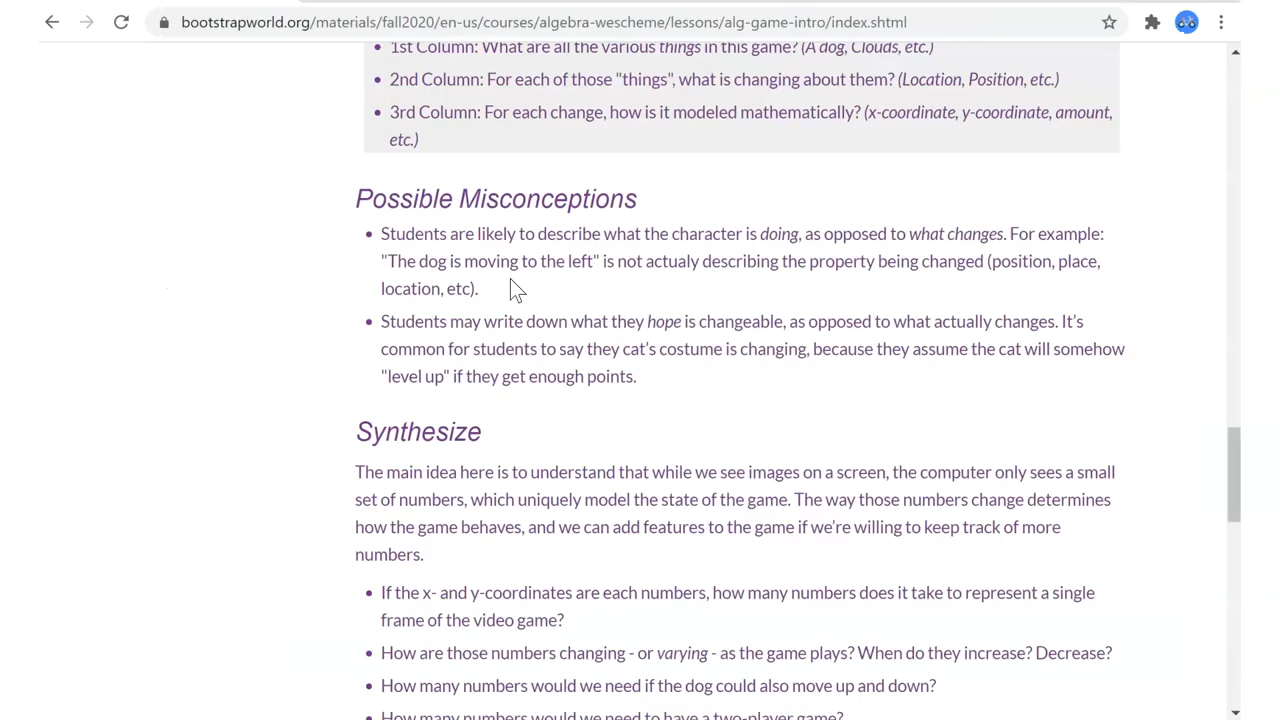 bootstrapworld.org/materials/fall2020/en-us/courses/algebra-wescheme/lessons/alg-game-intro/index.shtml
1st Column: What are all the various things in this game? (A dog, Clouds, etc.)
2nd Column: For each of those "things", what is changing about them? (Location, Position, etc.)
3rd Column: For each change, how is it modeled mathematically? (x-coordinate, y-coordinate, amount,
etc.)
Possible Misconceptions
Students are likely to describe what the character is doing, as opposed to what changes. For example:
"The dog is moving to the left" is not actualy describing the property being changed (position, place,
location, etc).
Students may write down what they hope is changeable, as opposed to what actually changes. It's
common for students to say they cat's costume is changing, because they assume the cat will somehow
"level up" if they get enough points.
Synthesize
The main idea here is to understand that while we see images on a screen, the computer only sees a small
set of numbers, which uniquely model the state of the game. The way those numbers change determines
how the game behaves, and we can add features to the game if we're willing to keep track of more
numbers.
If the x- and y-coordinates are each numbers, how many numbers does it take to represent a single
frame of the video game?
How are those numbers changing - or varying - as the game plays? When do they increase? Decrease?
How many numbers would we need if the dog could also move up and down?
How many numbers would we need to have a two-player game?